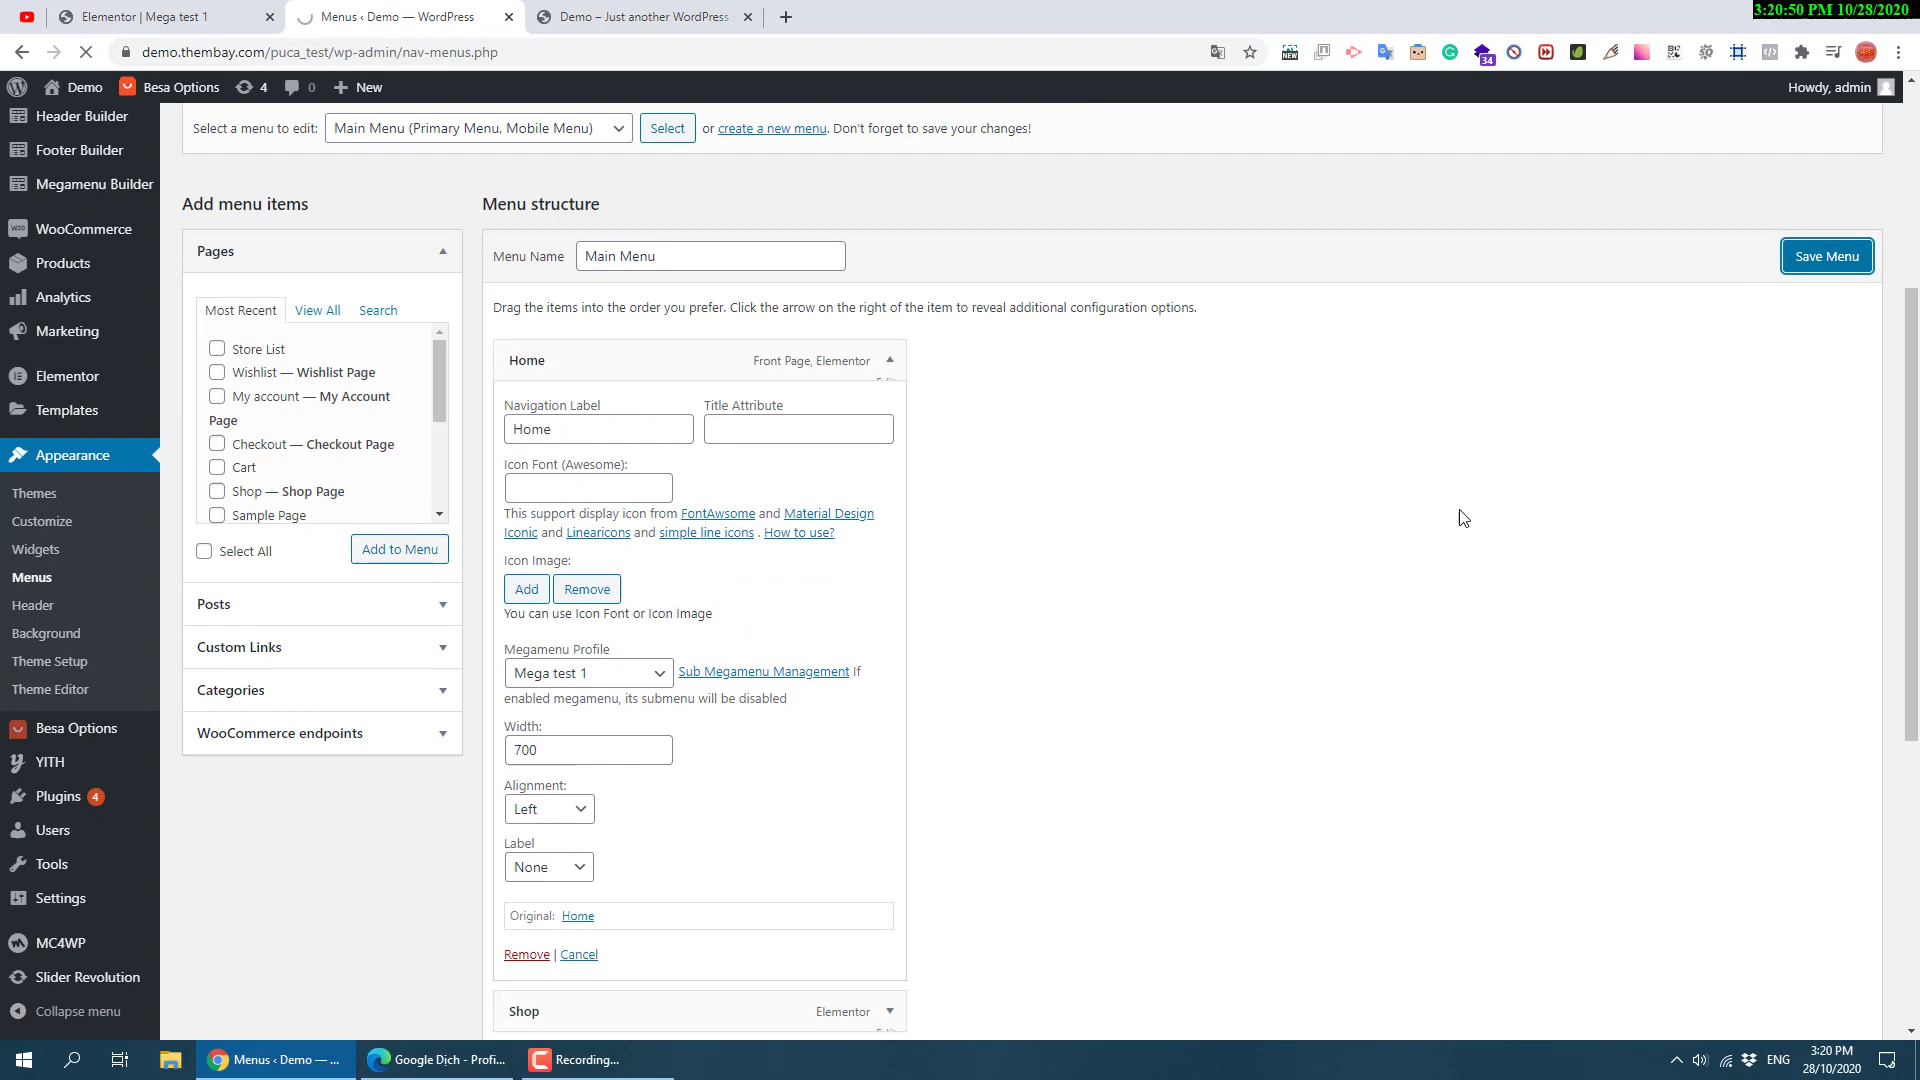 3:20:50 PM 10/28/2020
Elementor | Mega test 1
Menus ‹ Demo — WordPress
Demo – Just another WordPress
demo.thembay.com/puca_test/wp-admin/nav-menus.php
NEW
34
Demo
Besa Options
4
0
New
Howdy, admin
Header Builder
Footer Builder
Megamenu Builder
WooCommerce
Products
Analytics
Marketing
Elementor
Templates
Appearance
Themes
Customize
Widgets
Menus
Header
Background
Theme Setup
Theme Editor
Besa Options
YITH
Plugins 4
Users
Tools
Settings
MC4WP
Slider Revolution
Collapse menu
Select a menu to edit: Main Menu (Primary Menu, Mobile Menu) Select or create a new menu. Don't forget to save your changes!
Add menu items
Pages
Most Recent View All Search
Store List
Wishlist — Wishlist Page
My account — My Account
Page
Checkout — Checkout Page
Cart
Shop — Shop Page
Sample Page
Select All
Add to Menu
Posts
Custom Links
Categories
WooCommerce endpoints
Menu structure
Menu Name Main Menu
Save Menu
Drag the items into the order you prefer. Click the arrow on the right of the item to reveal additional configuration options.
Home Front Page, Elementor
Navigation Label Title Attribute
Home
Icon Font (Awesome):
This support display icon from FontAwsome and Material Design
Iconic and Linearicons and simple line icons . How to use?
Icon Image:
Add Remove
You can use Icon Font or Icon Image
Megamenu Profile
Mega test 1 Sub Megamenu Management If
enabled megamenu, its submenu will be disabled
Width:
700
Alignment:
Left
Label
None
Original: Home
Remove | Cancel
Shop Elementor
Menus ‹ Demo — ...
Google Dịch - Profi...
Recording...
ENG
3:20 PM
28/10/2020